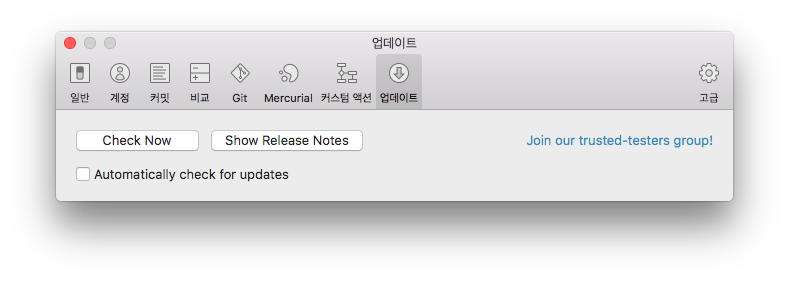 업데이트
일반 계정 커밋 비교 Git Mercurial 커스텀 액션 업데이트 고급
Check Now Show Release Notes Join our trusted-testers group!
Automatically check for updates